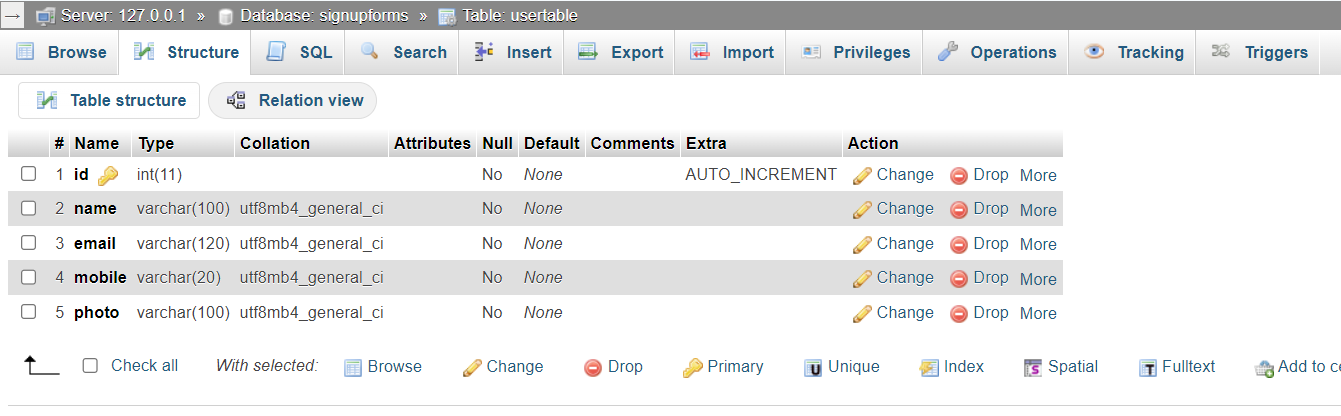 Server: 127.0.0.1 » Database: signupforms » Table: usertable
Browse Structure SQL Search Insert Export Import Privileges Operations Tracking Triggers
Table structure Relation view
# Name Type Collation Attributes Null Default Comments Extra Action
1 id int(11) No None AUTO_INCREMENT Change Drop More
2 name varchar(100) utf8mb4_general_ci No None Change Drop More
3 email varchar(120) utf8mb4_general_ci No None Change Drop More
4 mobile varchar(20) utf8mb4_general_ci No None Change Drop More
5 photo varchar(100) utf8mb4_general_ci No None Change Drop More
Check all With selected: Browse Change Drop Primary Unique Index Spatial Fulltext Add to ce